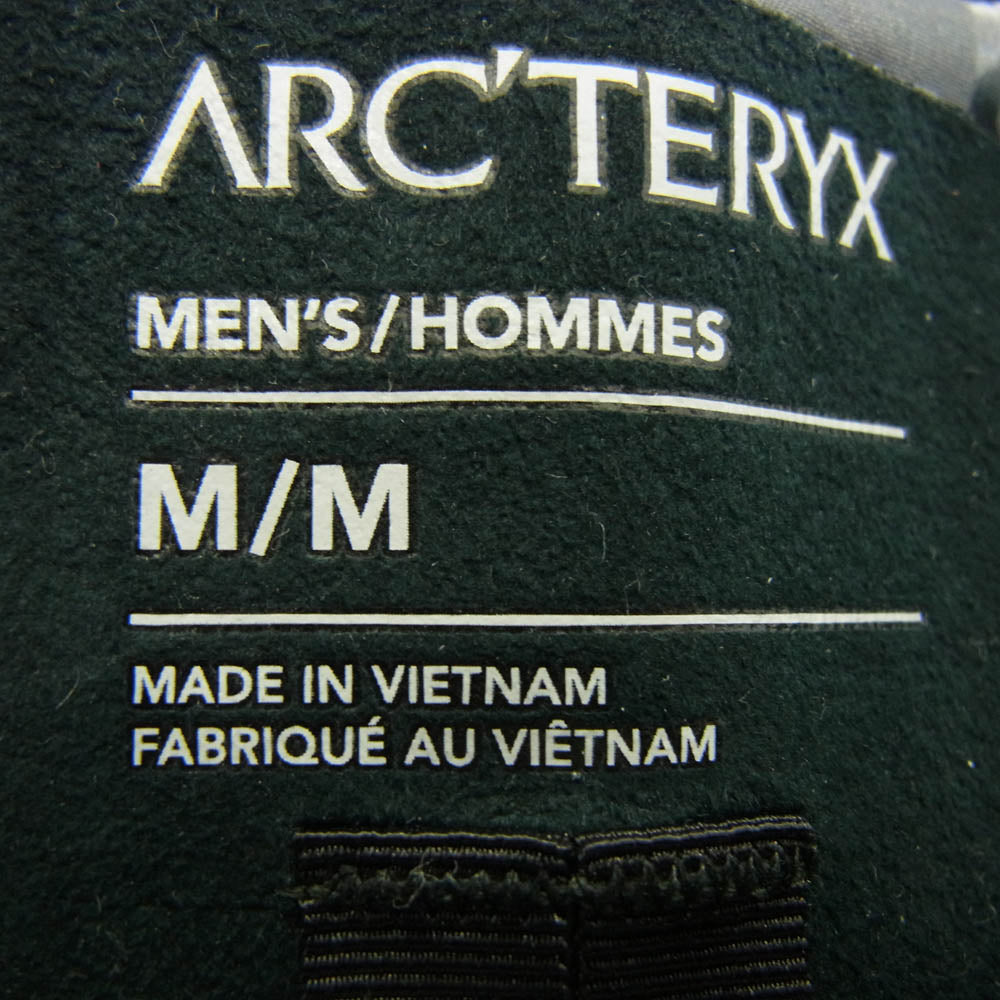 ARC'TERYX
MEN'S/HOMMES
M/M
MADE IN VIETNAM
FABRIQUÉ AU VIÊTNAM